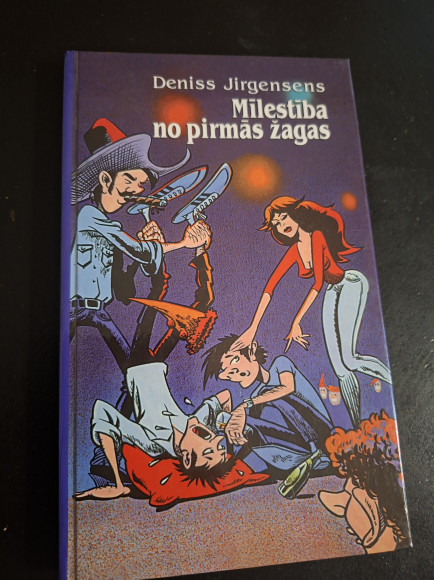 Deniss Jirgensens
Mīlestība
no pirmās žagas